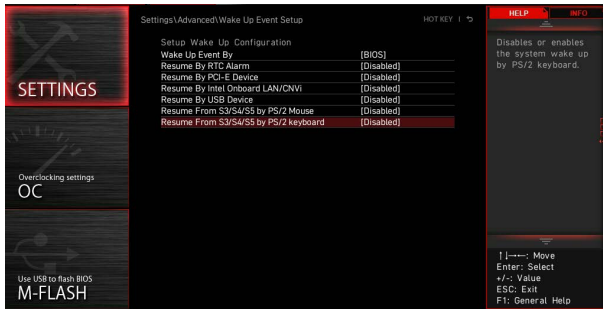 Settings\Advanced\Wake Up Event Setup
HOT KEY | ⮌
HELP
INFO
Setup Wake Up Configuration
Wake Up Event By [BIOS]
Resume By RTC Alarm [Disabled]
Resume By PCI-E Device [Disabled]
Resume By Intel Onboard LAN/CNVi [Disabled]
Resume By USB Device [Disabled]
Resume From S3/S4/S5 by PS/2 Mouse [Disabled]
Resume From S3/S4/S5 by PS/2 keyboard [Disabled]
SETTINGS
Overclocking settings
OC
Use USB to flash BIOS
M-FLASH
Disables or enables
the system wake up
by PS/2 keyboard.
↑↓→←: Move
Enter: Select
+/-: Value
ESC: Exit
F1: General Help